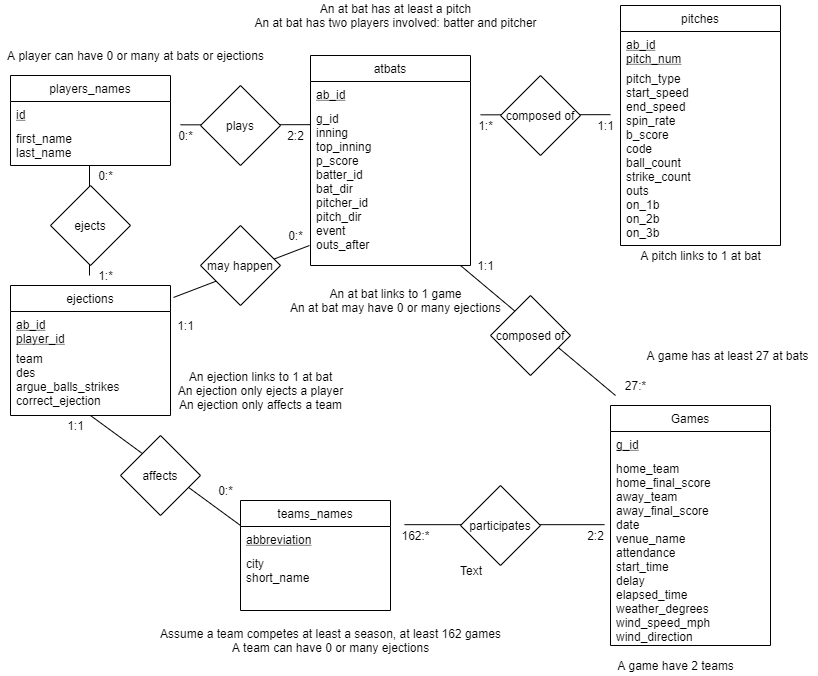 An at bat has at least a pitch
An at bat has two players involved: batter and pitcher
A player can have 0 or many at bats or ejections
players_names
id
first_name
last_name
0:*
plays
2:2
atbats
ab_id
g_id
inning
top_inning
p_score
batter_id
bat_dir
pitcher_id
pitch_dir
event
outs_after
1:*
composed of
1:1
pitches
ab_id
pitch_num
pitch_type
start_speed
end_speed
spin_rate
b_score
code
ball_count
strike_count
outs
on_1b
on_2b
on_3b
A pitch links to 1 at bat
0:*
ejects
1:*
0:*
may happen
1:1
ejections
ab_id
player_id
team
des
argue_balls_strikes
correct_ejection
An at bat links to 1 game
An at bat may have 0 or many ejections
1:1
composed of
27:*
A game has at least 27 at bats
An ejection links to 1 at bat
An ejection only ejects a player
An ejection only affects a team
1:1
affects
0:*
teams_names
abbreviation
city
short_name
162:*
participates
2:2
Text
Games
g_id
home_team
home_final_score
away_team
away_final_score
date
venue_name
attendance
start_time
delay
elapsed_time
weather_degrees
wind_speed_mph
wind_direction
Assume a team competes at least a season, at least 162 games
A team can have 0 or many ejections
A game have 2 teams